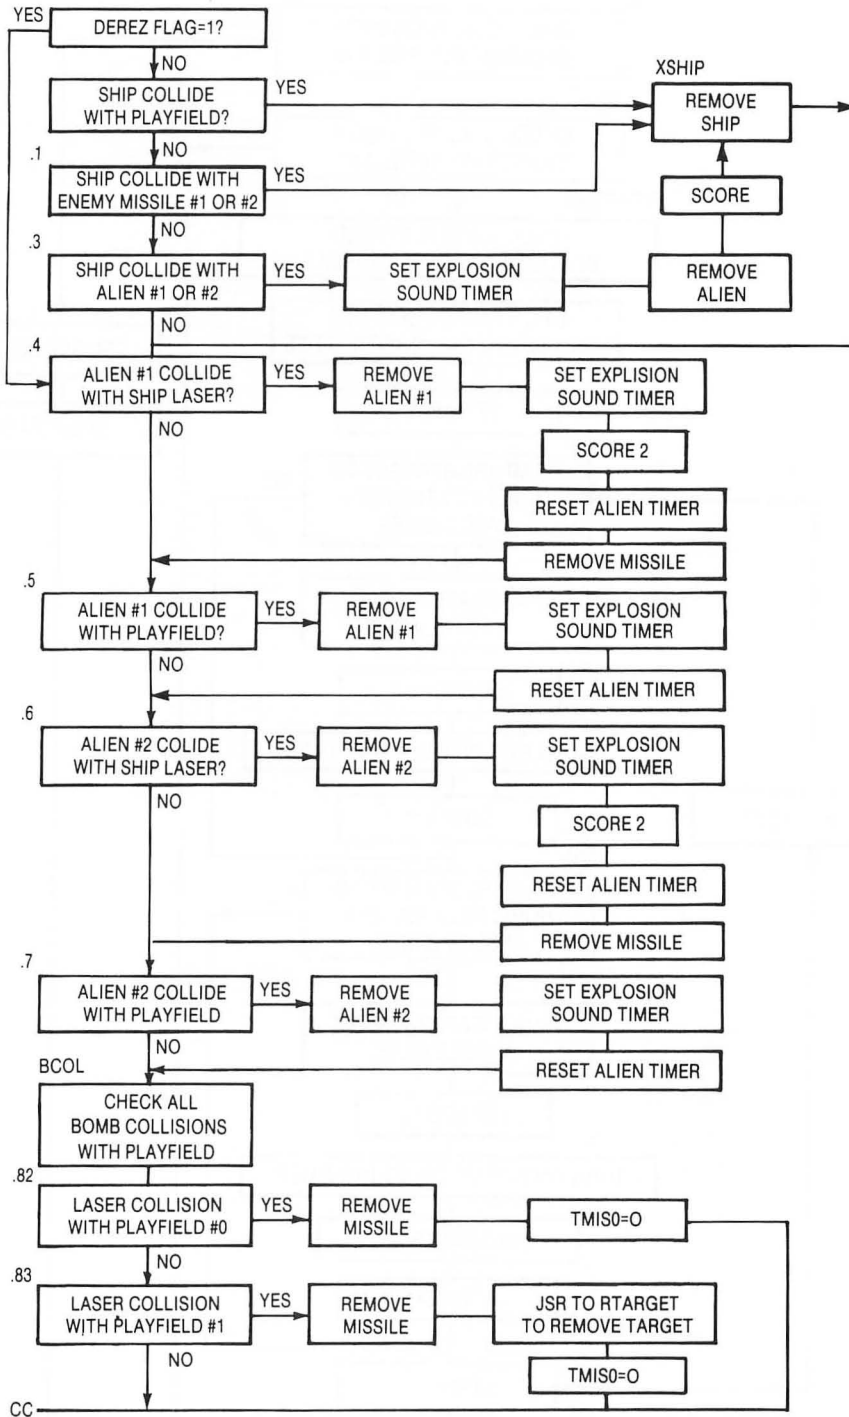 YES
DEREZ FLAG=1?
NO
XSHIP
SHIP COLLIDE
WITH PLAYFIELD?
YES
REMOVE
SHIP
NO
.1
SHIP COLLIDE WITH
ENEMY MISSILE #1 OR #2
YES
SCORE
NO
.3
SHIP COLLIDE WITH
ALIEN #1 OR #2
YES
SET EXPLOSION
SOUND TIMER
REMOVE
ALIEN
NO
.4
ALIEN #1 COLLIDE
WITH SHIP LASER?
YES
REMOVE
ALIEN #1
SET EXPLISION
SOUND TIMER
NO
SCORE 2
RESET ALIEN TIMER
REMOVE MISSILE
.5
ALIEN #1 COLLIDE
WITH PLAYFIELD?
YES
REMOVE
ALIEN #1
SET EXPLOSION
SOUND TIMER
NO
RESET ALIEN TIMER
.6
ALIEN #2 COLIDE
WITH SHIP LASER?
YES
REMOVE
ALIEN #2
SET EXPLOSION
SOUND TIMER
NO
SCORE 2
RESET ALIEN TIMER
REMOVE MISSILE
.7
ALIEN #2 COLLIDE
WITH PLAYFIELD
YES
REMOVE
ALIEN #2
SET EXPLOSION
SOUND TIMER
NO
RESET ALIEN TIMER
BCOL
CHECK ALL
BOMB COLLISIONS
WITH PLAYFIELD
.82
LASER COLLISION
WITH PLAYFIELD #0
YES
REMOVE
MISSILE
TMIS0=O
NO
.83
LASER COLLISION
WITH PLAYFIELD #1
YES
REMOVE
MISSILE
JSR TO RTARGET
TO REMOVE TARGET
NO
TMIS0=O
CC